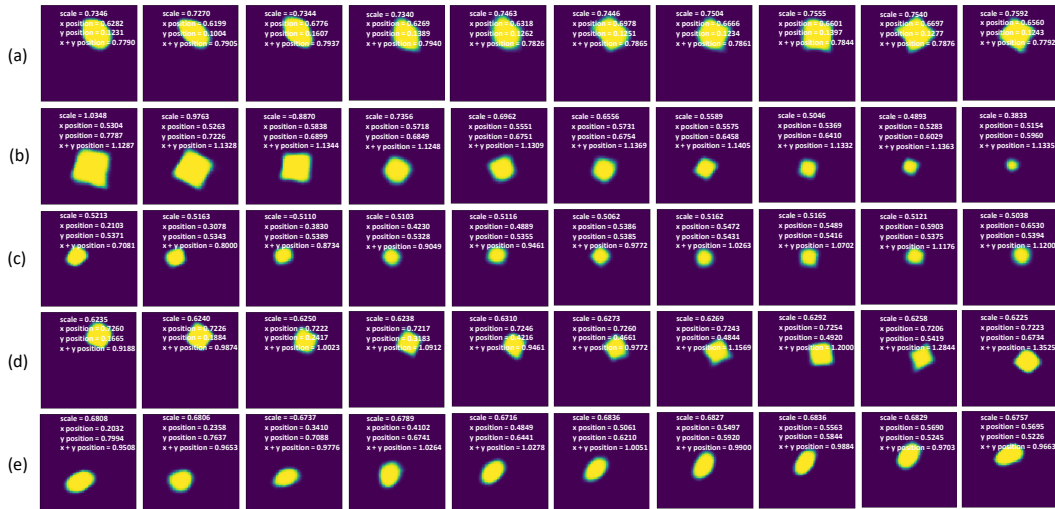 (a)
scale = 0.7346
x position = 0.6282
y position = 0.1231
x + y position = 0.7790
scale = 0.7270
x position = 0.6199
y position = 0.1004
x + y position = 0.7905
scale = -0.7344
x position = 0.6776
y position = 0.1607
x + y position = 0.7937
scale = 0.7340
x position = 0.6269
y position = 0.1389
x + y position = 0.7940
scale = 0.7463
x position = 0.6318
y position = 0.1262
x + y position = 0.7826
scale = 0.7446
x position = 0.6978
y position = 0.1251
x + y position = 0.7865
scale = 0.7504
x position = 0.6666
y position = 0.1234
x + y position = 0.7861
scale = 0.7555
x position = 0.6601
y position = 0.1397
x + y position = 0.7844
scale = 0.7540
x position = 0.6697
y position = 0.1277
x + y position = 0.7876
scale = 0.7592
x position = 0.6560
y position = 0.1243
x + y position = 0.7792
(b)
scale = 1.0348
x position = 0.5304
y position = 0.7787
x + y position = 1.1287
scale = 0.9763
x position = 0.5263
y position = 0.7226
x + y position = 1.1328
scale = -0.8870
x position = 0.5838
y position = 0.6899
x + y position = 1.1344
scale = 0.7356
x position = 0.5718
y position = 0.6849
x + y position = 1.1248
scale = 0.6962
x position = 0.5551
y position = 0.6751
x + y position = 1.1309
scale = 0.6556
x position = 0.5731
y position = 0.6754
x + y position = 1.1369
scale = 0.5589
x position = 0.5575
y position = 0.6458
x + y position = 1.1405
scale = 0.5046
x position = 0.5369
y position = 0.6410
x + y position = 1.1332
scale = 0.4893
x position = 0.5283
y position = 0.6029
x + y position = 1.1363
scale = 0.3833
x position = 0.5154
y position = 0.5960
x + y position = 1.1335
(c)
scale = 0.5213
x position = 0.2103
y position = 0.5371
x + y position = 0.7081
scale = 0.5163
x position = 0.3078
y position = 0.5343
x + y position = 0.8000
scale = -0.5110
x position = 0.3830
y position = 0.5389
x + y position = 0.8734
scale = 0.5103
x position = 0.4230
y position = 0.5328
x + y position = 0.9049
scale = 0.5116
x position = 0.4889
y position = 0.5355
x + y position = 0.9461
scale = 0.5062
x position = 0.5386
y position = 0.5385
x + y position = 0.9772
scale = 0.5162
x position = 0.5472
y position = 0.5431
x + y position = 1.0263
scale = 0.5165
x position = 0.5489
y position = 0.5416
x + y position = 1.0702
scale = 0.5121
x position = 0.5903
y position = 0.5375
x + y position = 1.1176
scale = 0.5038
x position = 0.6530
y position = 0.5394
x + y position = 1.1200
(d)
scale = 0.6235
x position = 0.7260
y position = 0.1665
x + y position = 0.9188
scale = 0.6240
x position = 0.7226
y position = 0.1884
x + y position = 0.9874
scale = -0.6250
x position = 0.7222
y position = 0.2417
x + y position = 1.0023
scale = 0.6238
x position = 0.7217
y position = 0.3183
x + y position = 1.0912
scale = 0.6310
x position = 0.7246
y position = 0.4216
x + y position = 0.9461
scale = 0.6273
x position = 0.7260
y position = 0.4661
x + y position = 0.9772
scale = 0.6269
x position = 0.7243
y position = 0.4844
x + y position = 1.1569
scale = 0.6292
x position = 0.7254
y position = 0.4920
x + y position = 1.2000
scale = 0.6258
x position = 0.7206
y position = 0.5419
x + y position = 1.2844
scale = 0.6225
x position = 0.7223
y position = 0.6734
x + y position = 1.3525
(e)
scale = 0.6808
x position = 0.2032
y position = 0.7994
x + y position = 0.9508
scale = 0.6806
x position = 0.2358
y position = 0.7637
x + y position = 0.9653
scale = -0.6737
x position = 0.3410
y position = 0.7088
x + y position = 0.9776
scale = 0.6789
x position = 0.4102
y position = 0.6741
x + y position = 1.0264
scale = 0.6716
x position = 0.4849
y position = 0.6441
x + y position = 1.0278
scale = 0.6836
x position = 0.5061
y position = 0.6210
x + y position = 1.0051
scale = 0.6827
x position = 0.5497
y position = 0.5920
x + y position = 0.9900
scale = 0.6836
x position = 0.5563
y position = 0.5844
x + y position = 0.9884
scale = 0.6829
x position = 0.5690
y position = 0.5245
x + y position = 0.9703
scale = 0.6757
x position = 0.5695
y position = 0.5226
x + y position = 0.9663